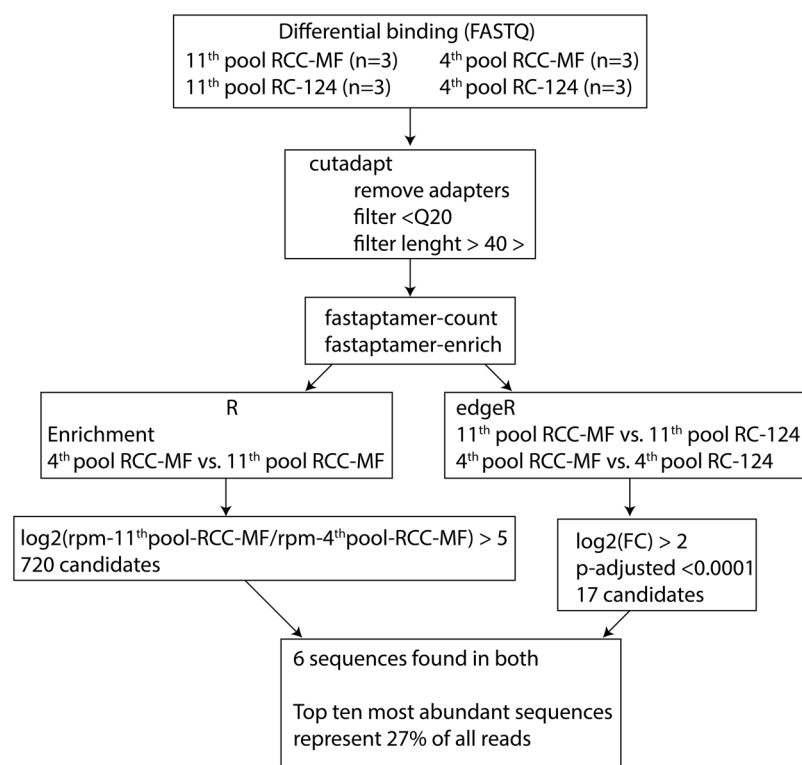 Differential binding (FASTQ)
11th pool RCC-MF (n=3) 4th pool RCC-MF (n=3)
11th pool RC-124 (n=3) 4th pool RC-124 (n=3)
cutadapt
remove adapters
filter <Q20
filter lenght > 40 >
fastaptamer-count
fastaptamer-enrich
R
Enrichment
4th pool RCC-MF vs. 11th pool RCC-MF
edgeR
11th pool RCC-MF vs. 11th pool RC-124
4th pool RCC-MF vs. 4th pool RC-124
log2(rpm-11thpool-RCC-MF/rpm-4thpool-RCC-MF) > 5
720 candidates
log2(FC) > 2
p-adjusted <0.0001
17 candidates
6 sequences found in both
Top ten most abundant sequences
represent 27% of all reads